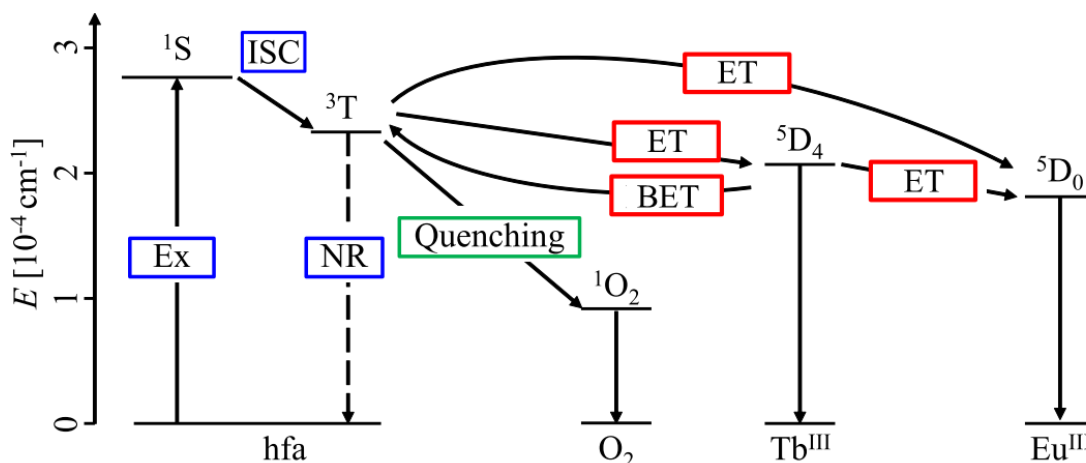 3
2
1
0
E [10⁻⁴ cm⁻¹]
¹S
ISC
³T
ET
ET
⁵D₄
BET
ET
⁵D₀
Ex
NR
Quenching
¹O₂
hfa
O₂
Tbᴵᴵᴵ
Euᴵᴵᴵ